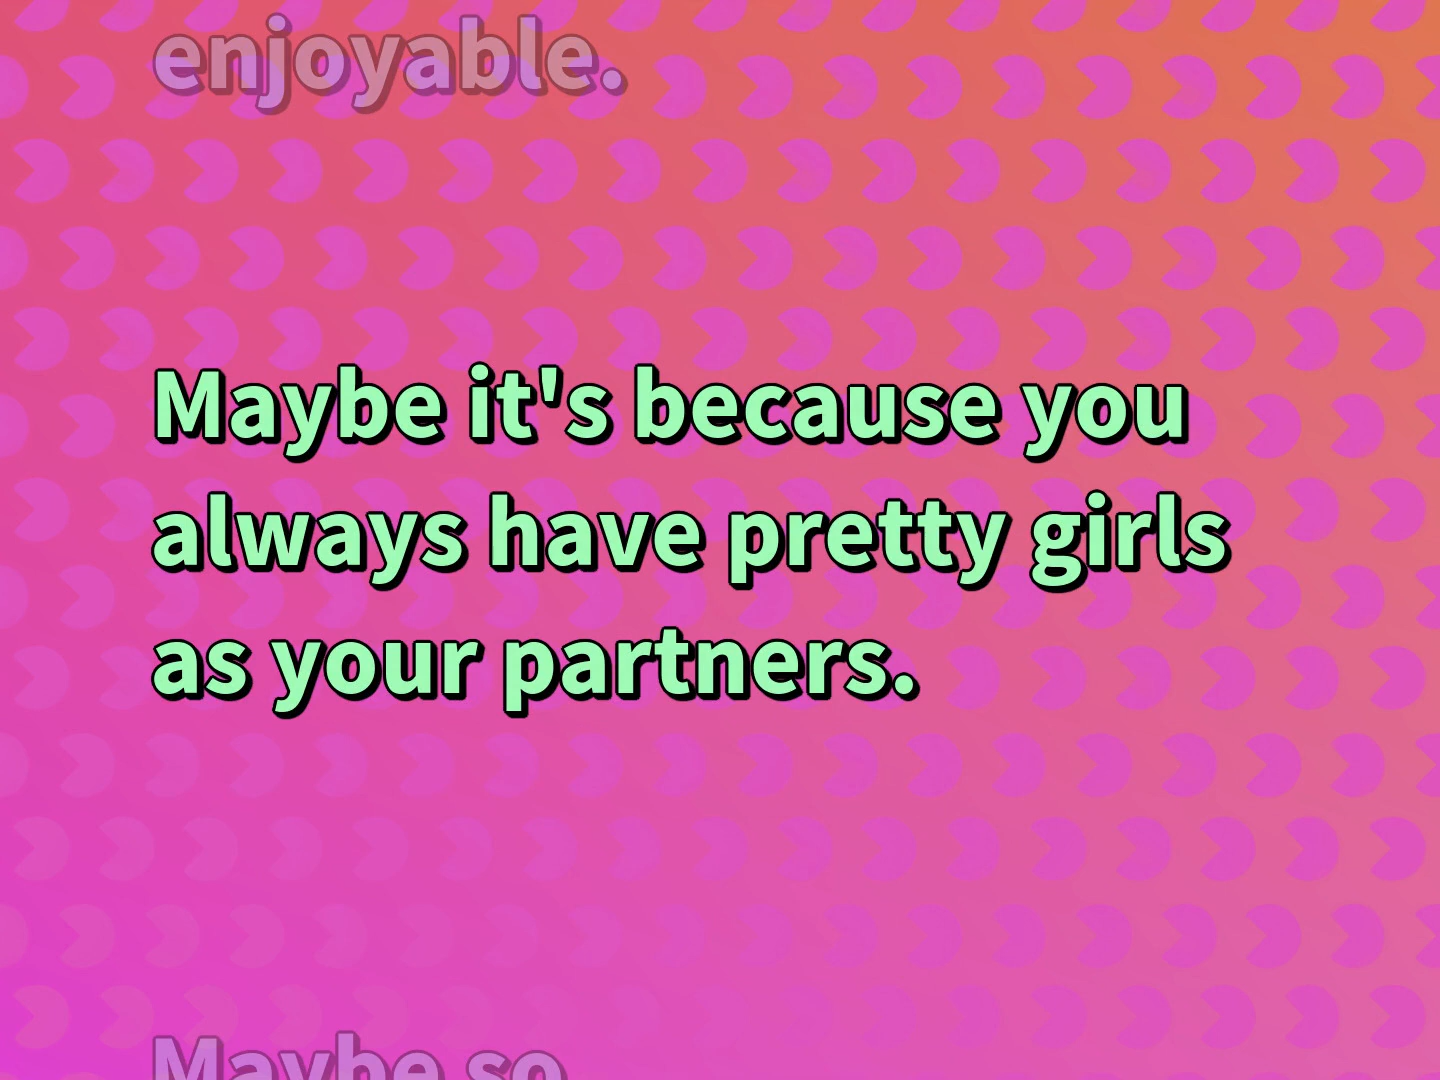 enjoyable.
Maybe it's because you
always have pretty girls
as your partners.
Maybe so